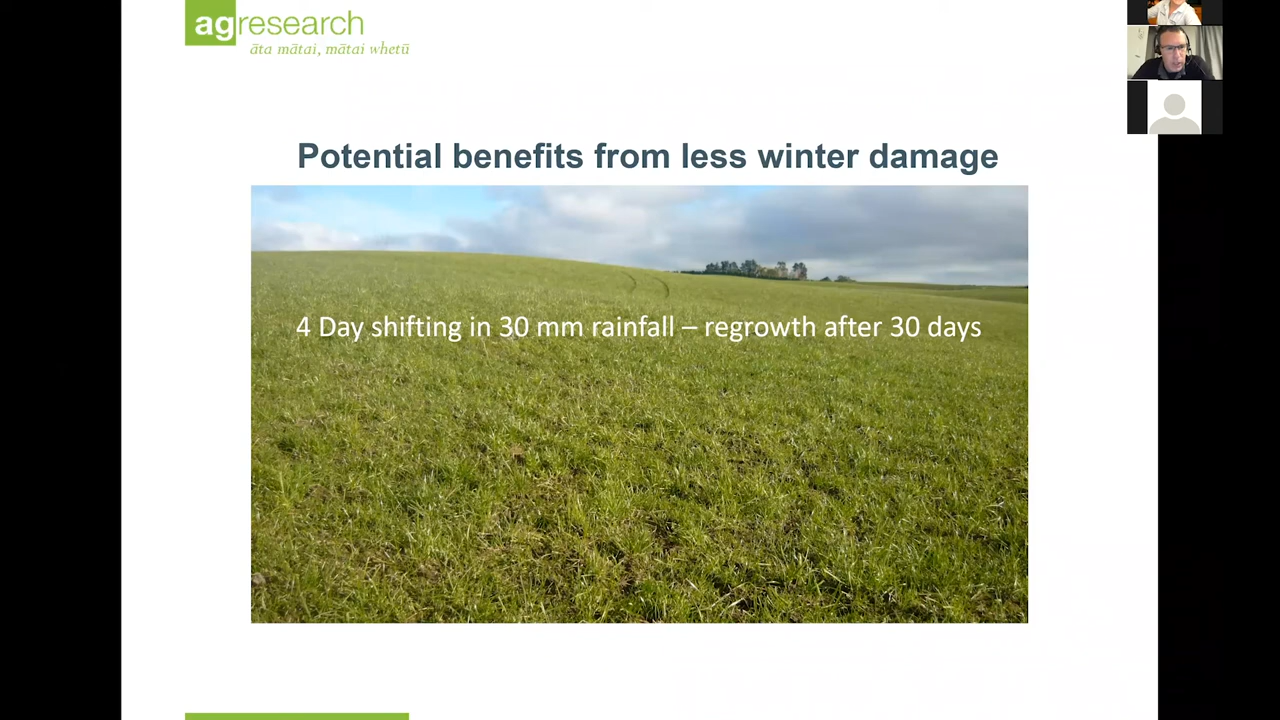 agresearch
āta mātai, mātai whetū
Potential benefits from less winter damage
4 Day shifting in 30 mm rainfall – regrowth after 30 days